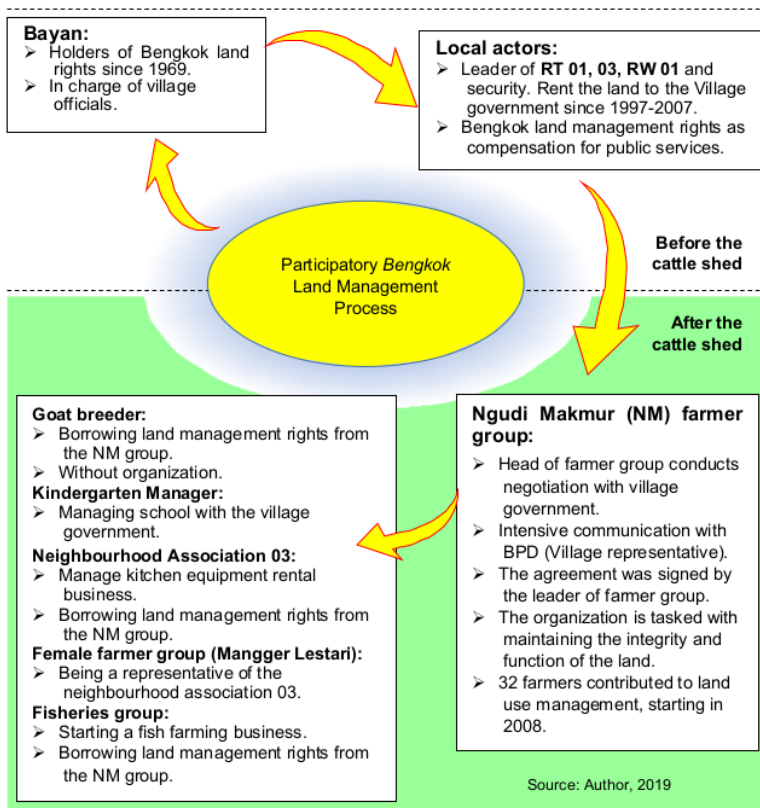 Bayan:
➢ Holders of Bengkok land
rights since 1969.
➢ In charge of village
officials.
Local actors:
➢ Leader of RT 01, 03, RW 01 and
security. Rent the land to the Village
government since 1997-2007.
➢ Bengkok land management rights as
compensation for public services.
Participatory Bengkok
Land Management
Process
Before the
cattle shed
After the
cattle shed
Goat breeder:
➢ Borrowing land management rights from
the NM group.
➢ Without organization.
Kindergarten Manager:
➢ Managing school with the village
government.
Neighbourhood Association 03:
➢ Manage kitchen equipment rental
business.
➢ Borrowing land management rights from
the NM group.
Female farmer group (Mangger Lestari):
➢ Being a representative of the
neighbourhood association 03.
Fisheries group:
➢ Starting a fish farming business.
➢ Borrowing land management rights from
the NM group.
Ngudi Makmur (NM) farmer
group:
➢ Head of farmer group conducts
negotiation with village
government.
➢ Intensive communication with
BPD (Village representative).
➢ The agreement was signed by
the leader of farmer group.
➢ The organization is tasked with
maintaining the integrity and
function of the land.
➢ 32 farmers contributed to land
use management, starting in
2008.
Source: Author, 2019